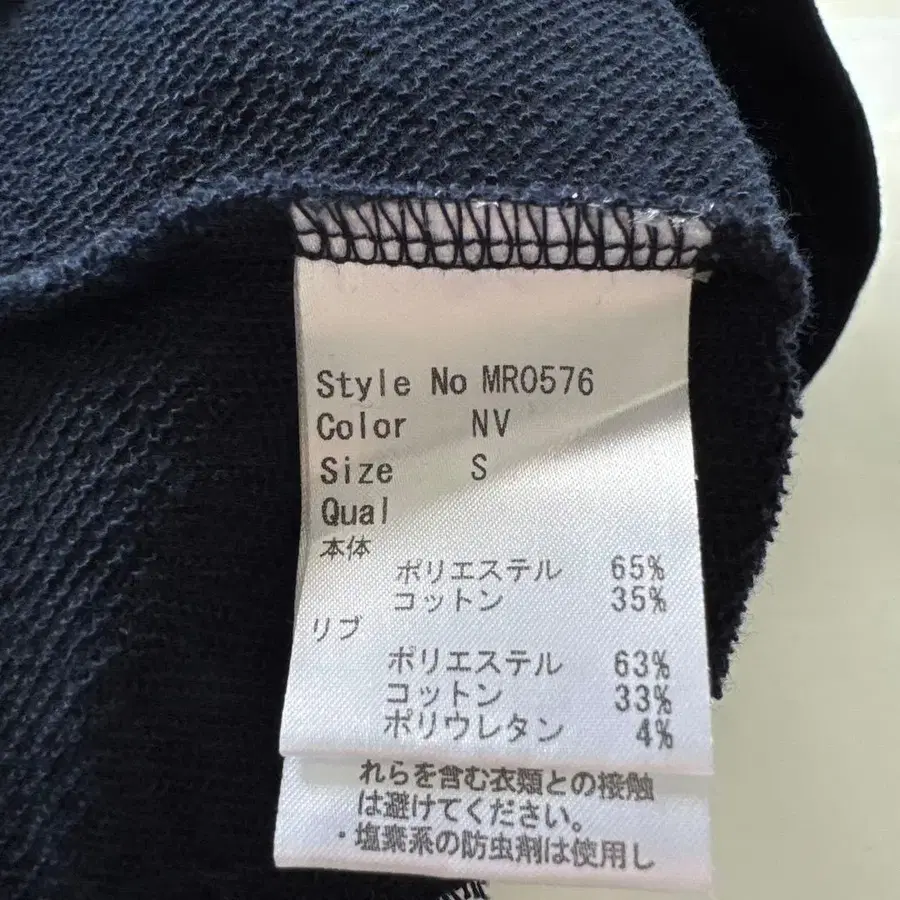 Style No MR0576
Color NV
Size S
Qual
本体
ポリエステル 65%
コットン 35%
リブ
ポリエステル 63%
コットン 33%
ポリウレタン 4%
れらを含む衣類との接触
は避けてください。
・塩素系の防虫剤は使用し